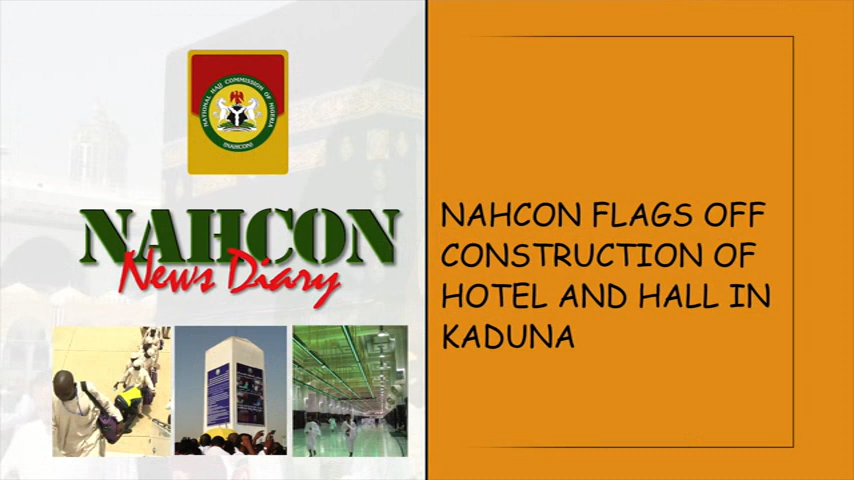 NATIONAL HAJJ COMMISSION OF NIGERIA
(NAHCON)
NAHCON
News Diary
NAHCON FLAGS OFF
CONSTRUCTION OF
HOTEL AND HALL IN
KADUNA